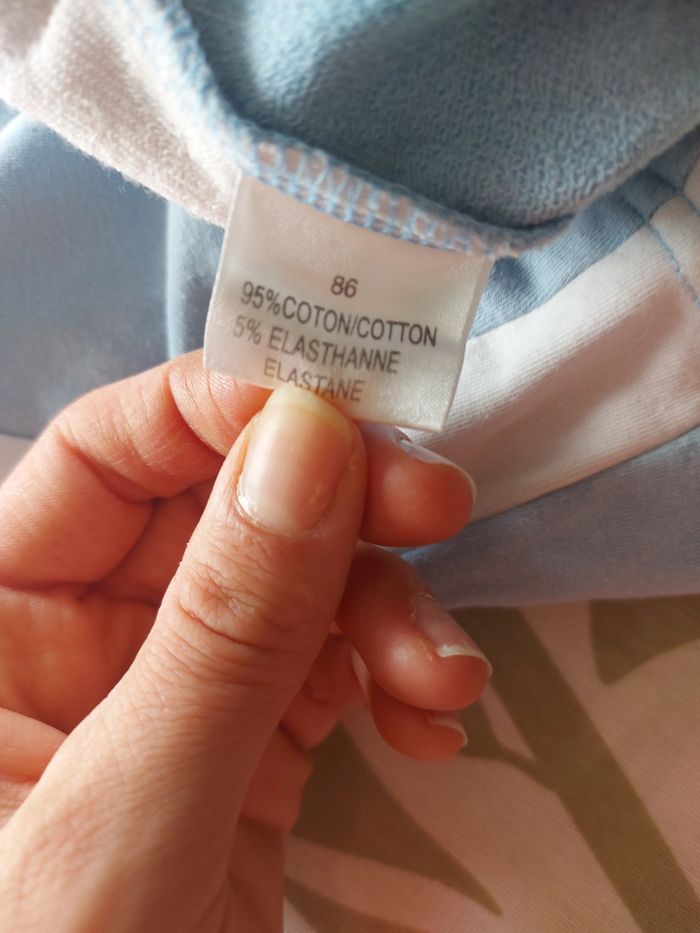 86
95%COTON/COTTON
5% ELASTHANNE
ELASTANE